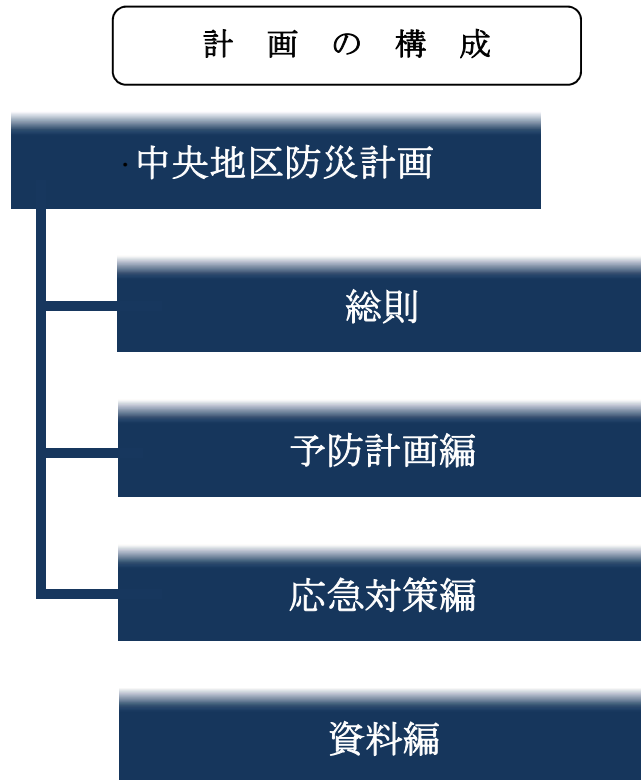 計画の構成
・中央地区防災計画
総則
予防計画編
応急対策編
資料編